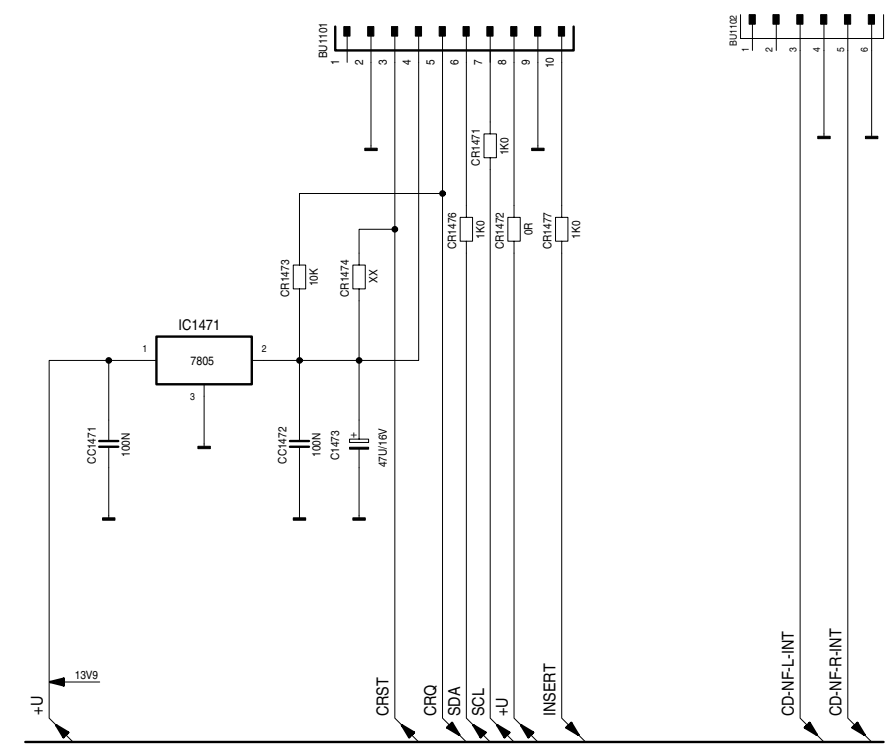 BU1101
1
2
3
4
5
6
7
8
9
10
BU1102
1
2
3
4
5
6
CR1471
1K0
CR1476
1K0
CR1472
0R
CR1477
1K0
CR1473
10K
CR1474
XX
IC1471
1
7805
2
3
CC1471
100N
CC1472
100N
C1473
+
47U/16V
13V9
+U
CRST
CRQ
SDA
SCL
+U
INSERT
CD-NF-L-INT
CD-NF-R-INT